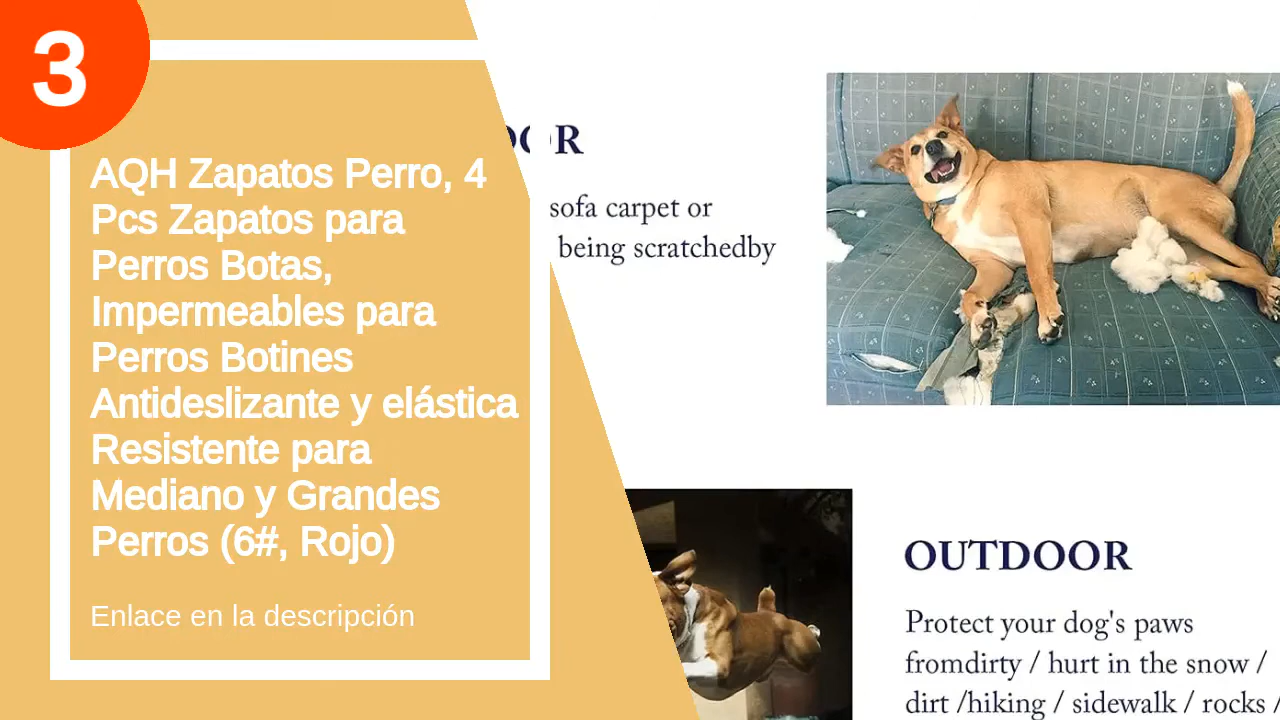 3
AQH Zapatos Perro, 4
Pcs Zapatos para
Perros Botas,
Impermeables para
Perros Botines
Antideslizante y elástica
Resistente para
Mediano y Grandes
Perros (6#, Rojo)
Enlace en la descripción
sofa carpet or
being scratchedby
OUTDOOR
Protect your dog's paws
fromdirty / hurt in the snow /
dirt /hiking / sidewalk / rocks /